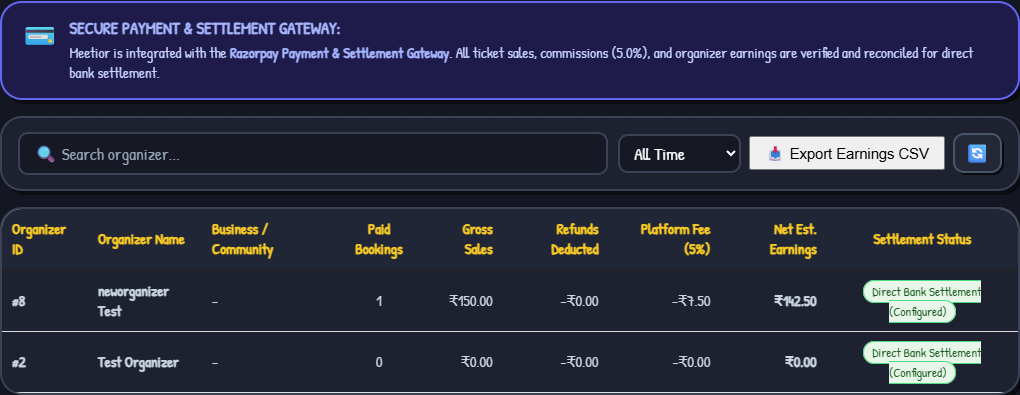 SECURE PAYMENT & SETTLEMENT GATEWAY:
Meetior is integrated with the Razorpay Payment & Settlement Gateway. All ticket sales, commissions (5.0%), and organizer earnings are verified and reconciled for direct
bank settlement.
Search organizer...
All Time
Export Earnings CSV
Organizer ID
Organizer Name
Business / Community
Paid Bookings
Gross Sales
Refunds Deducted
Platform Fee (5%)
Net Est. Earnings
Settlement Status
#8
neworganizer Test
-
1
₹150.00
-₹0.00
-₹7.50
₹142.50
Direct Bank Settlement (Configured)
#2
Test Organizer
-
0
₹0.00
-₹0.00
-₹0.00
₹0.00
Direct Bank Settlement (Configured)